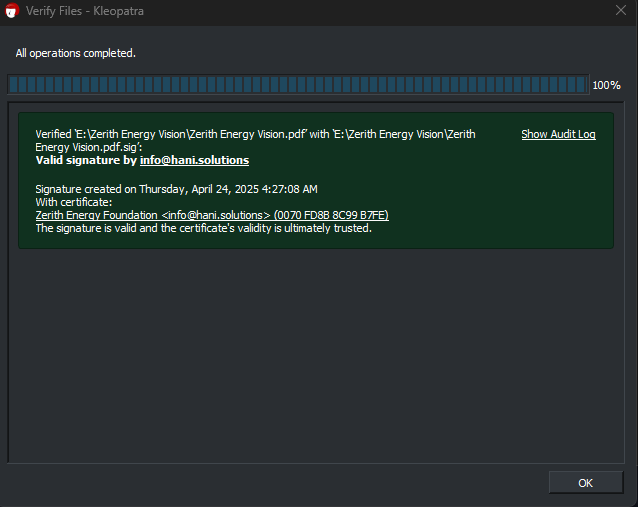 Verify Files - Kleopatra
All operations completed.
100%
Verified 'E:\Zerith Energy Vision\Zerith Energy Vision.pdf' with 'E:\Zerith Energy Vision\Zerith
Energy Vision.pdf.sig':
Show Audit Log
Valid signature by info@hani.solutions
Signature created on Thursday, April 24, 2025 4:27:08 AM
With certificate:
Zerith Energy Foundation <info@hani.solutions> (0070 FD8B 8C99 B7FE)
The signature is valid and the certificate's validity is ultimately trusted.
OK